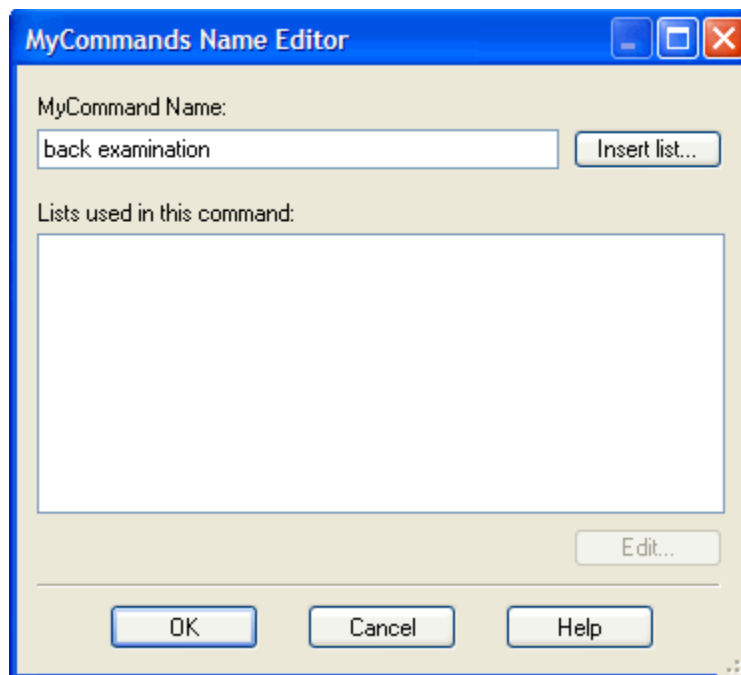 MyCommands Name Editor
MyCommand Name:
back examination
Insert list...
Lists used in this command:
Edit...
OK
Cancel
Help